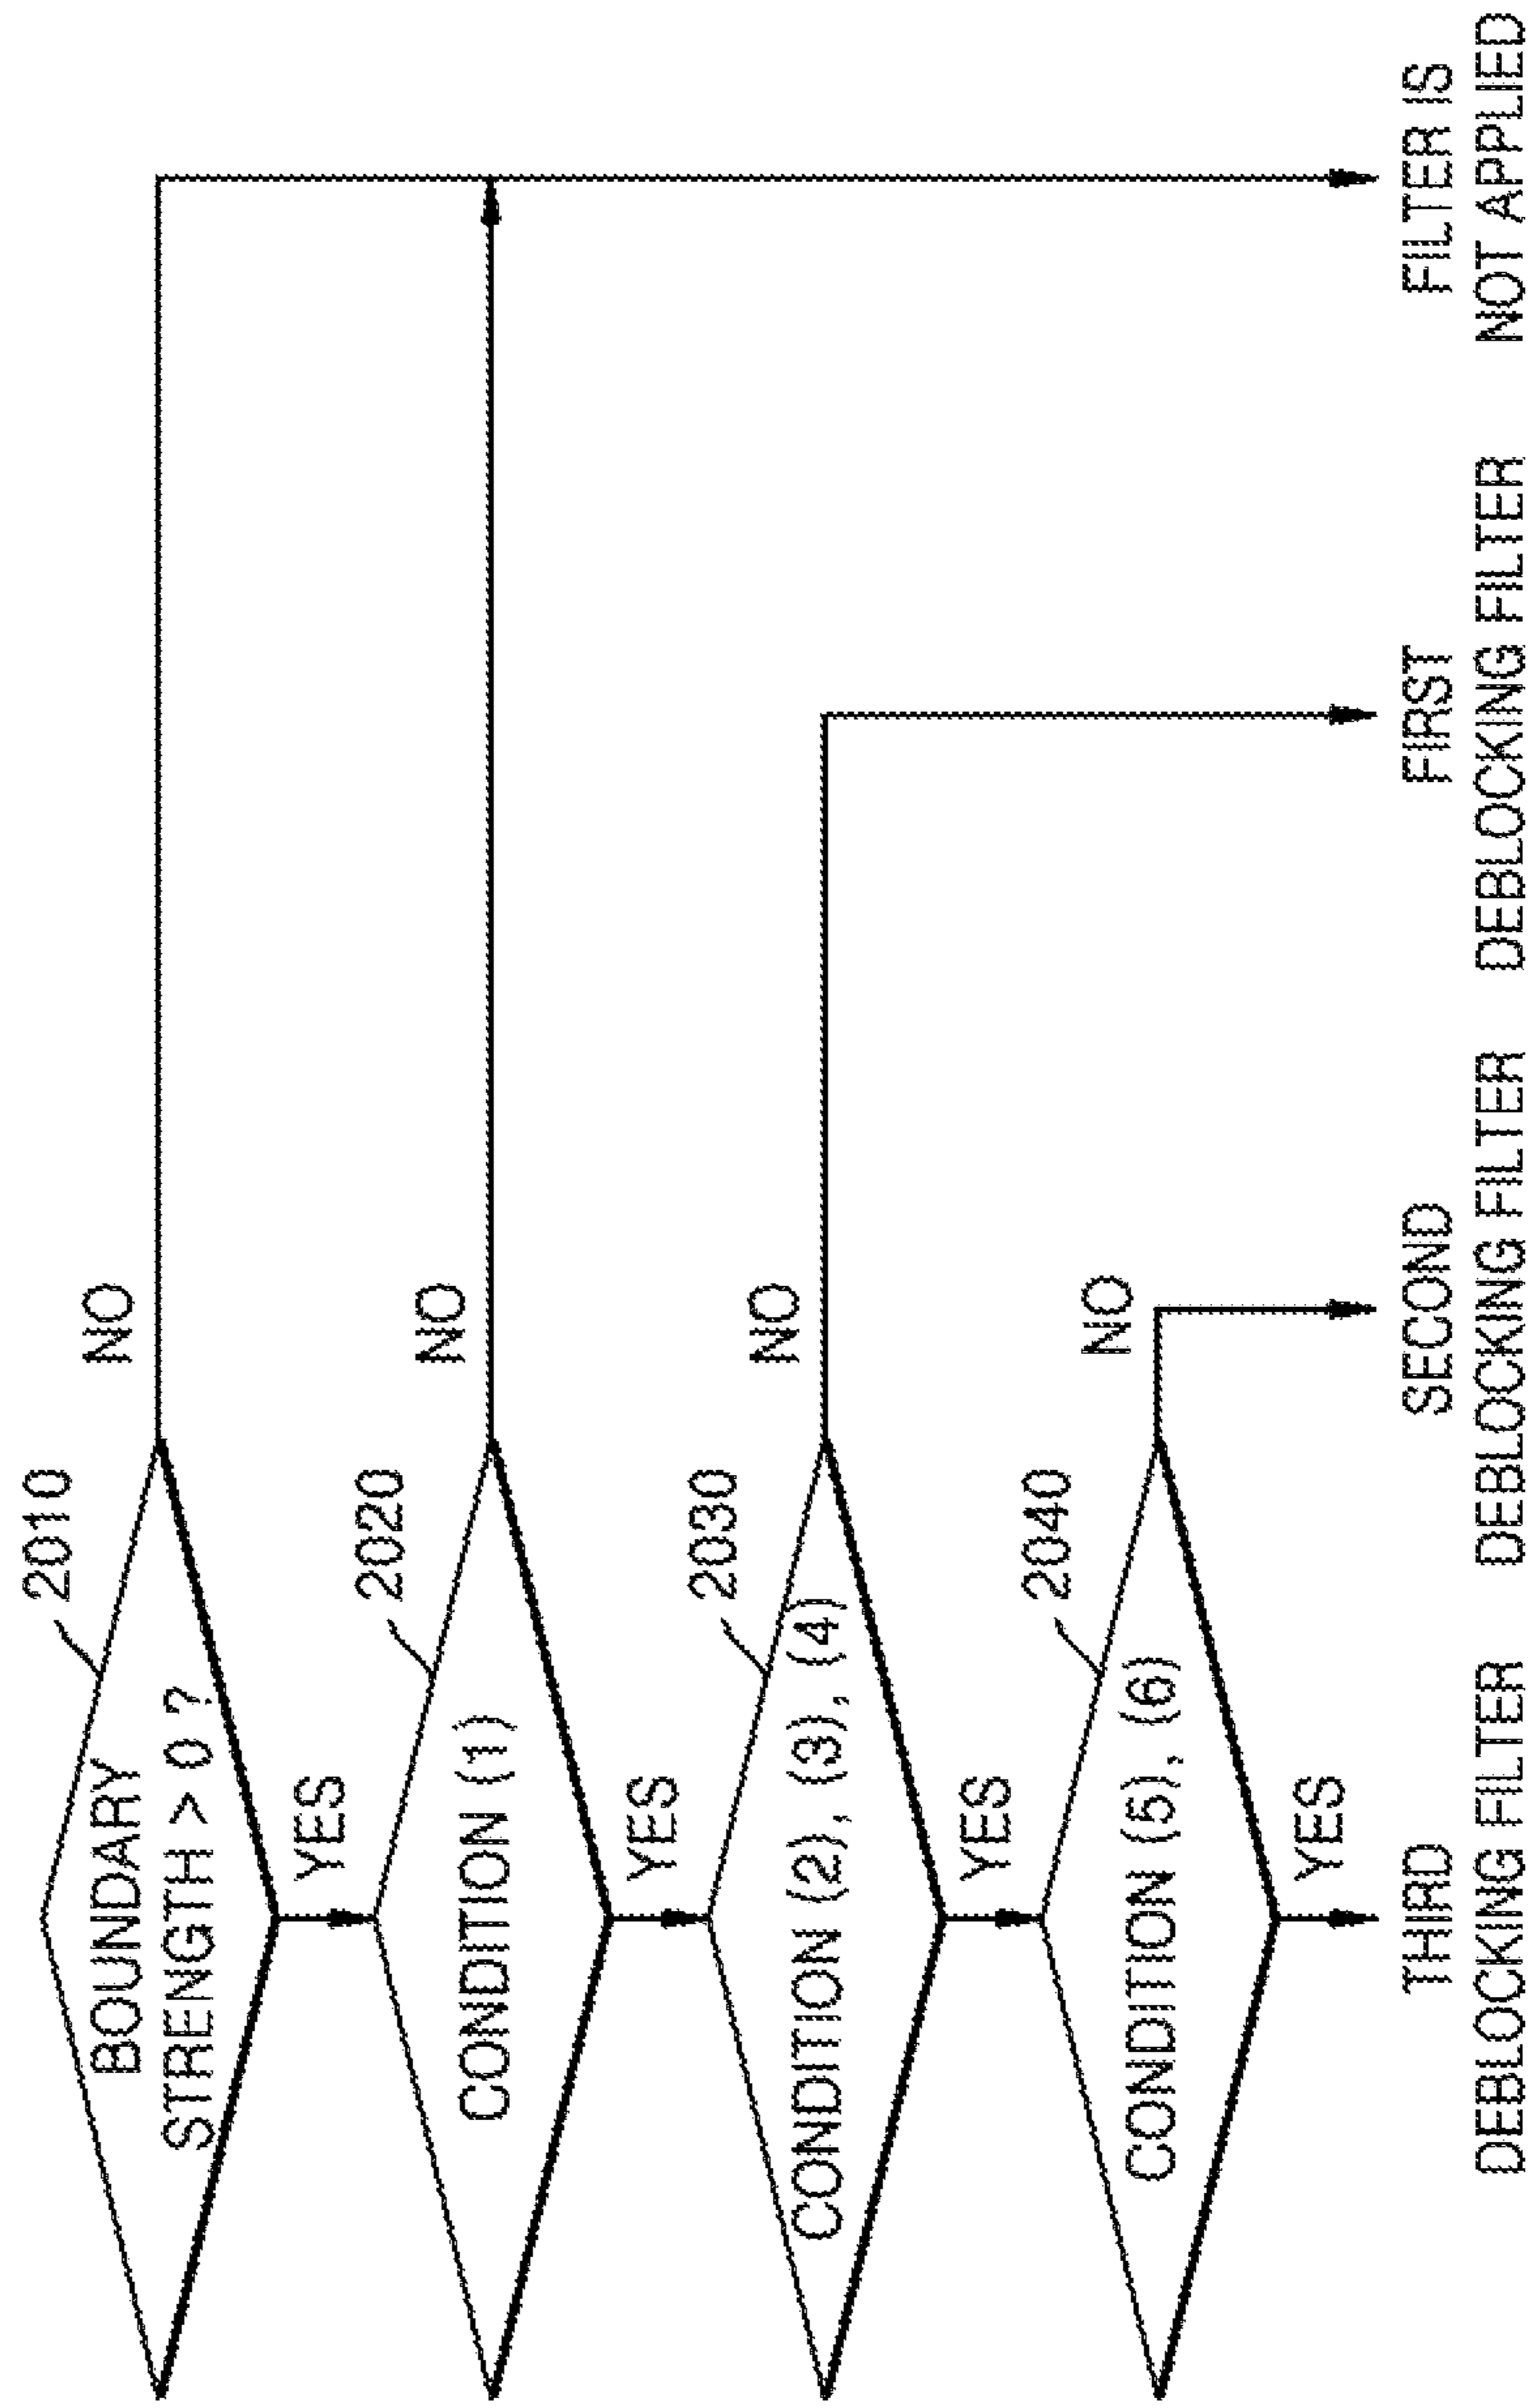 2010
BOUNDARY
STRENGTH > 0 ?
NO
YES
2020
CONDITION (1)
NO
YES
2030
CONDITION (2), (3), (4)
NO
YES
2040
CONDITION (5), (6)
NO
YES
THIRD
DEBLOCKING FILTER
SECOND
DEBLOCKING FILTER
FIRST
DEBLOCKING FILTER
FILTER IS
NOT APPLIED